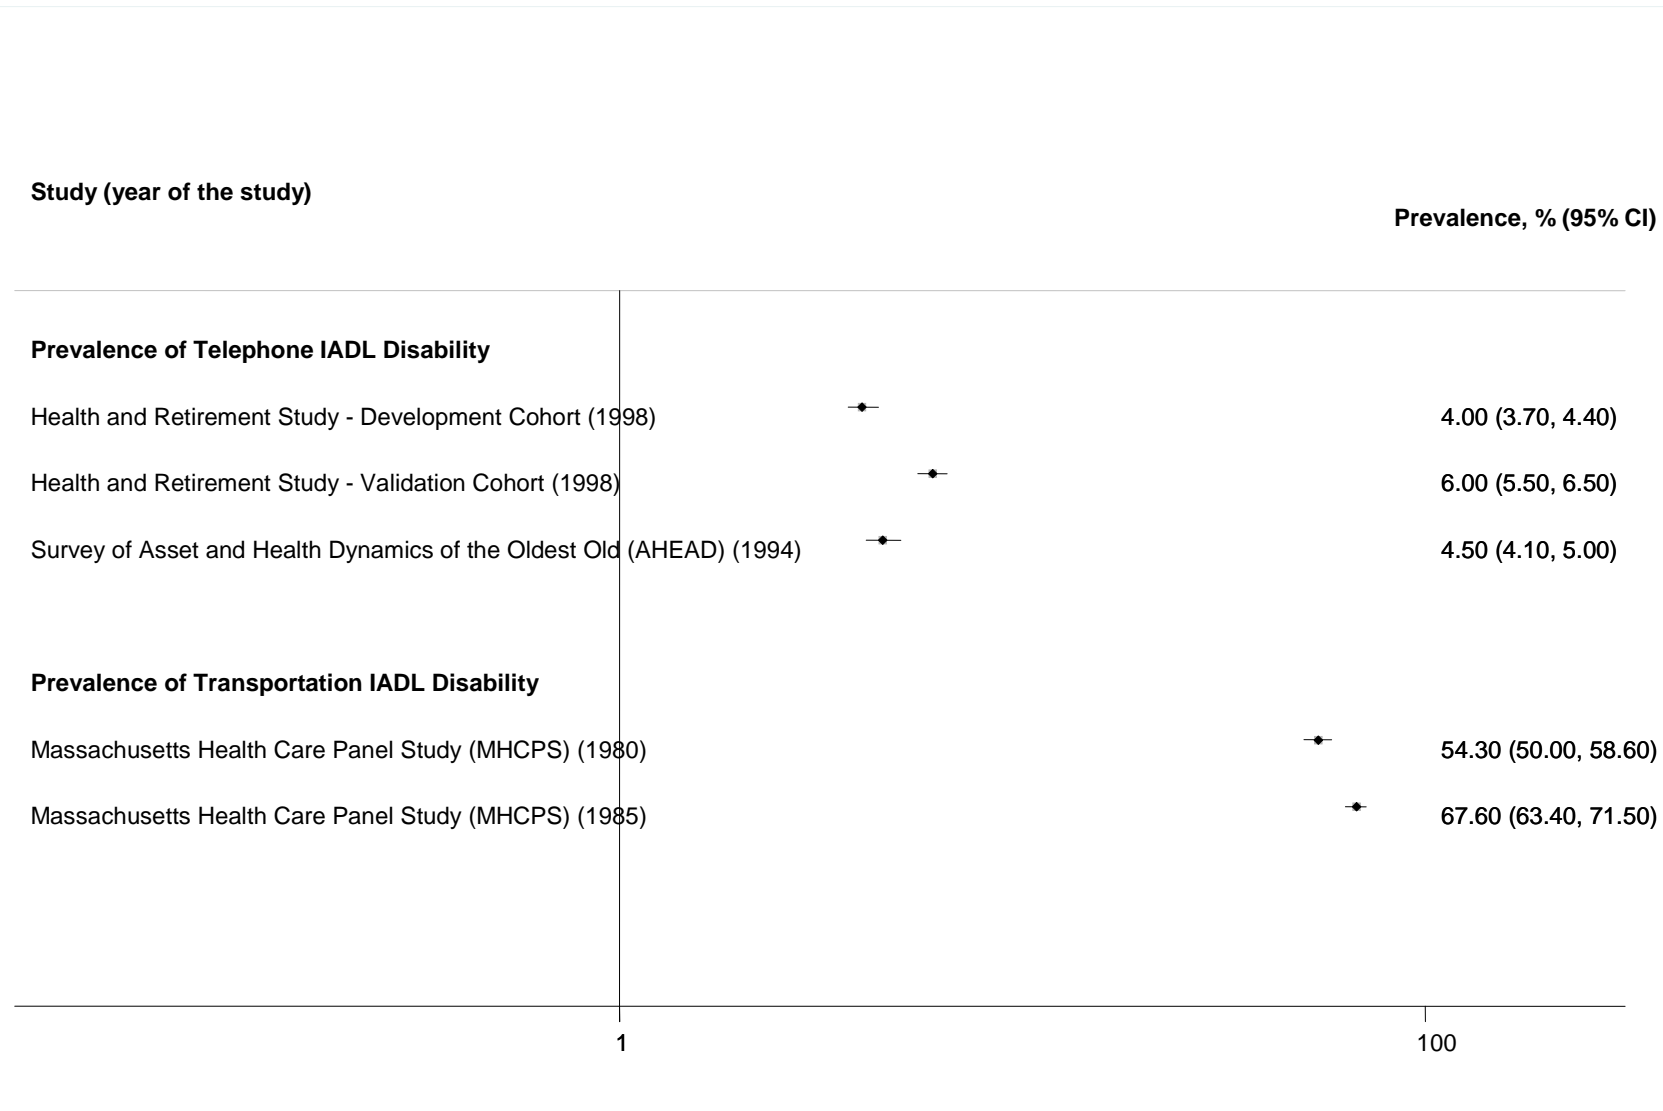 Study (year of the study)
Prevalence, % (95% CI)
Prevalence of Telephone IADL Disability
Health and Retirement Study - Development Cohort (1998) 4.00 (3.70, 4.40)
Health and Retirement Study - Validation Cohort (1998) 6.00 (5.50, 6.50)
Survey of Asset and Health Dynamics of the Oldest Old (AHEAD) (1994) 4.50 (4.10, 5.00)
Prevalence of Transportation IADL Disability
Massachusetts Health Care Panel Study (MHCPS) (1980) 54.30 (50.00, 58.60)
Massachusetts Health Care Panel Study (MHCPS) (1985) 67.60 (63.40, 71.50)
1 100